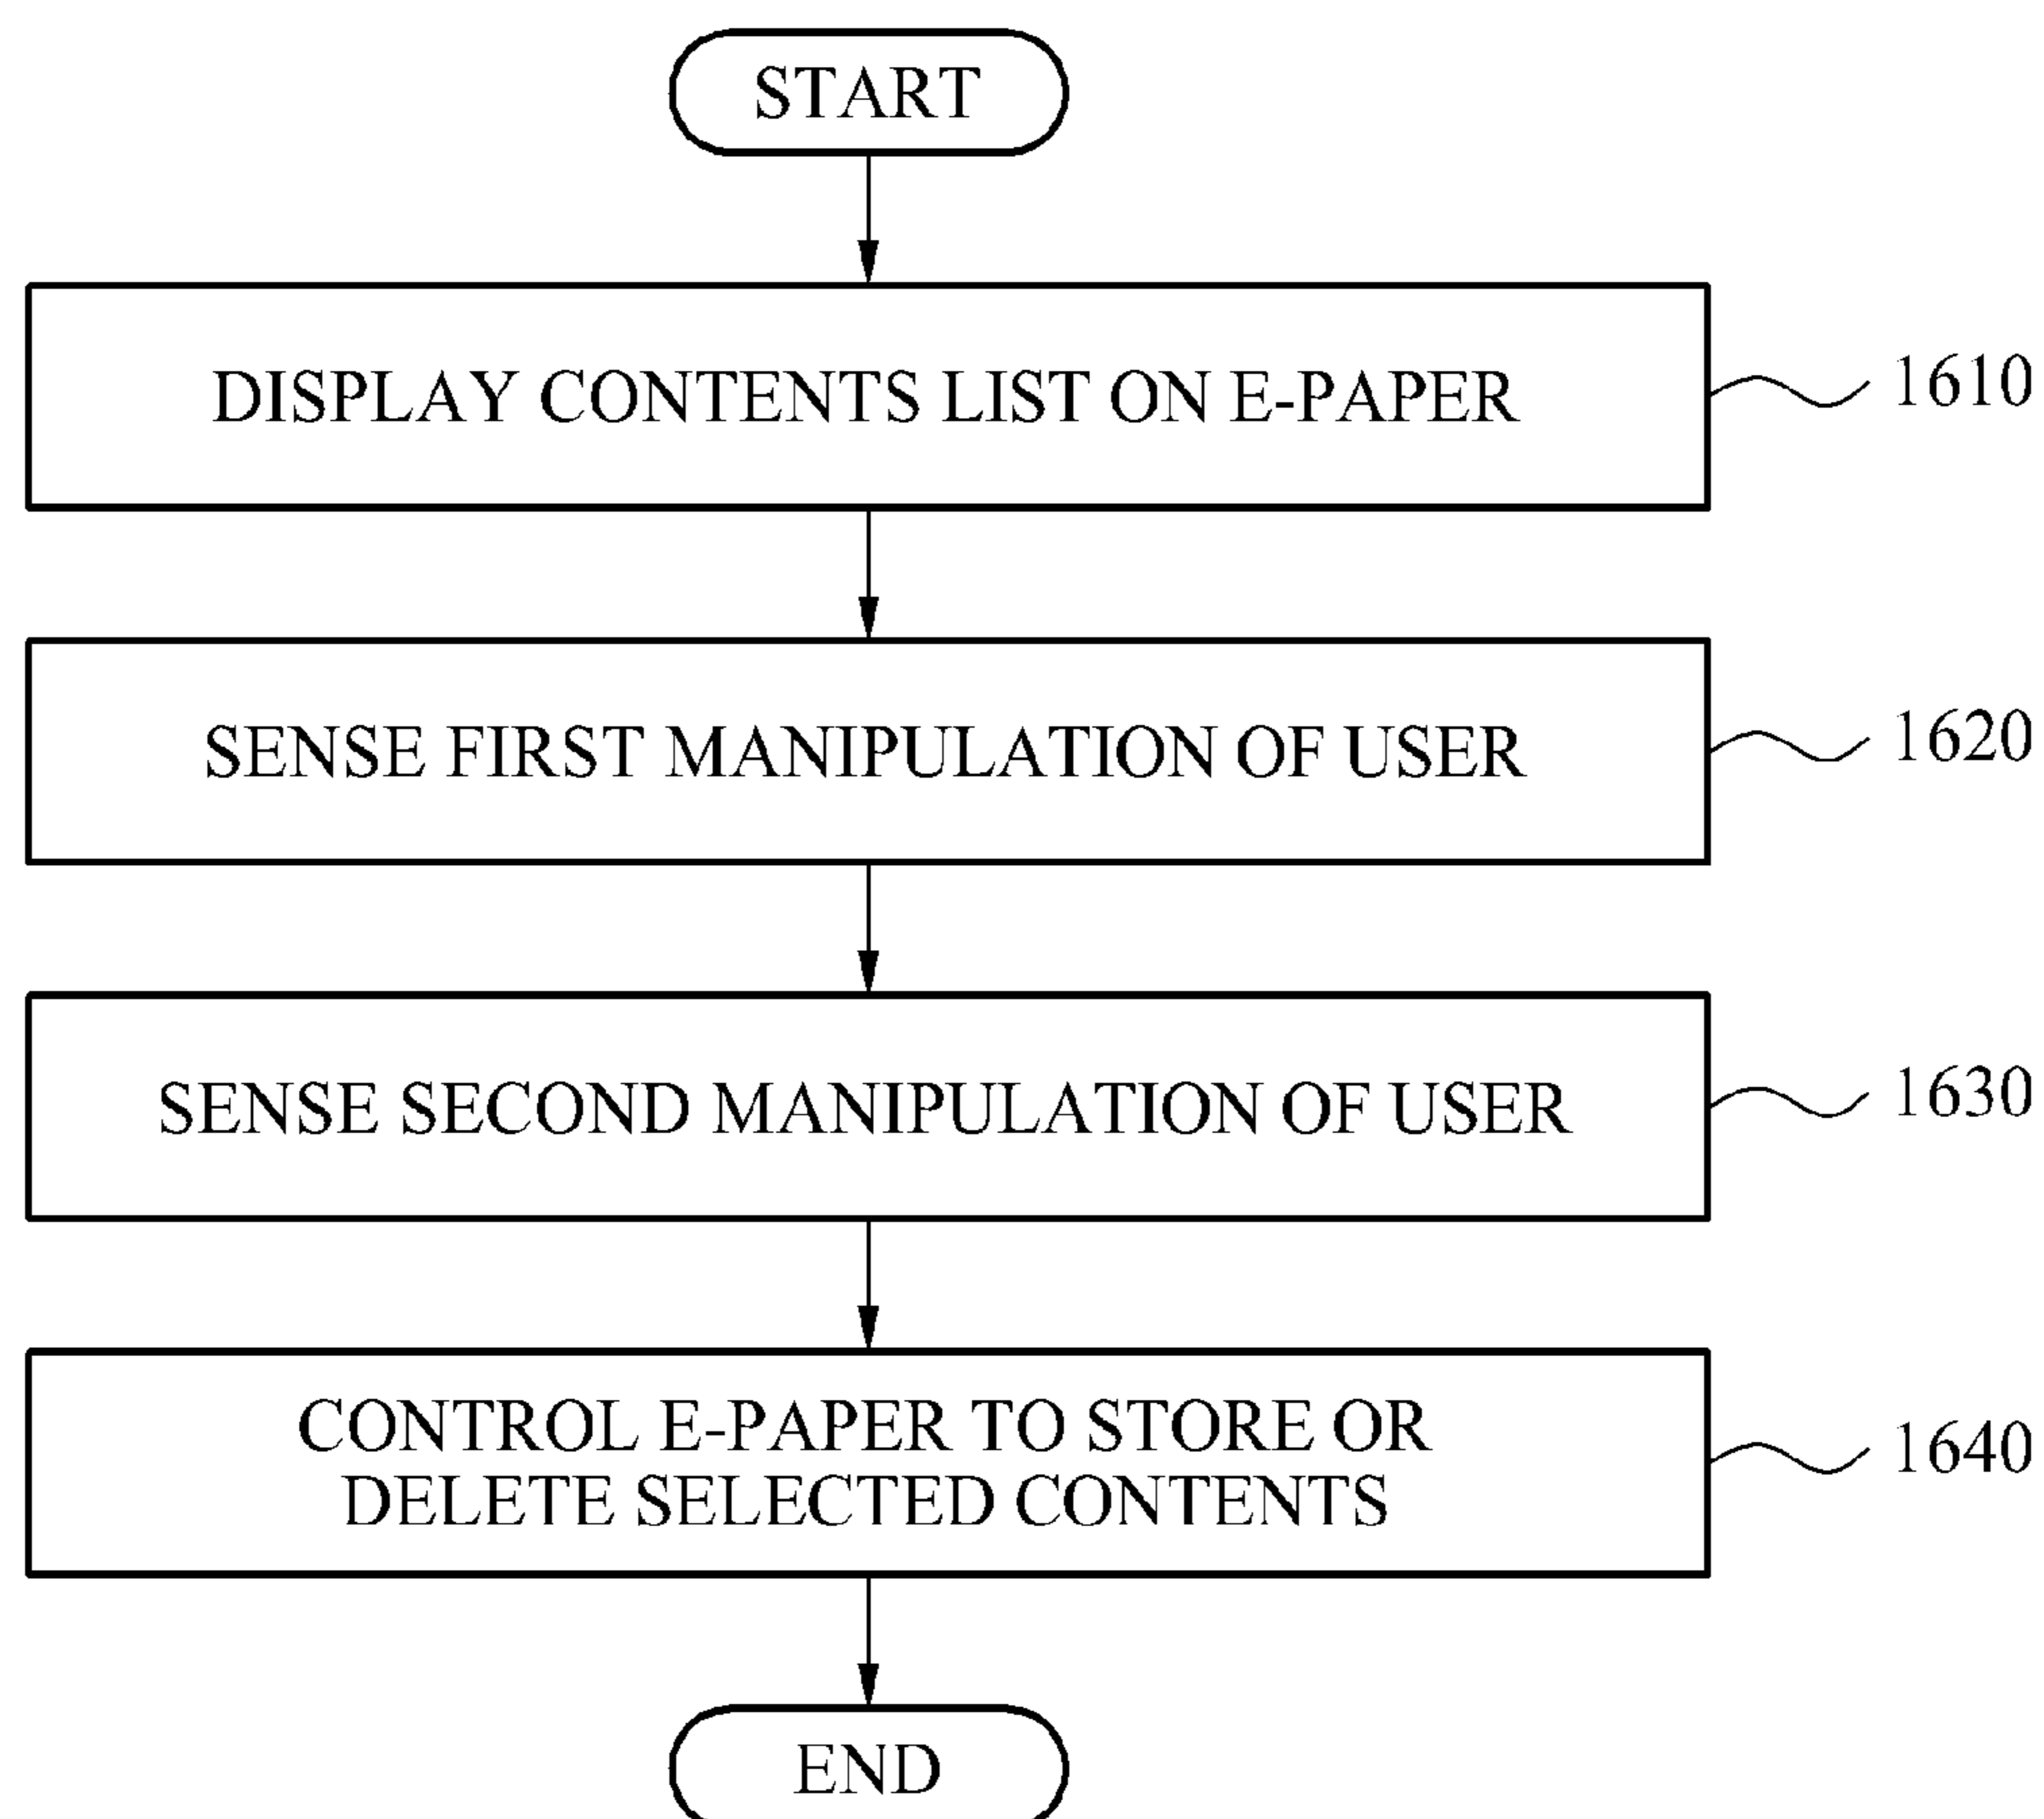 START
DISPLAY CONTENTS LIST ON E-PAPER
1610
SENSE FIRST MANIPULATION OF USER
1620
SENSE SECOND MANIPULATION OF USER
1630
CONTROL E-PAPER TO STORE OR
DELETE SELECTED CONTENTS
1640
END